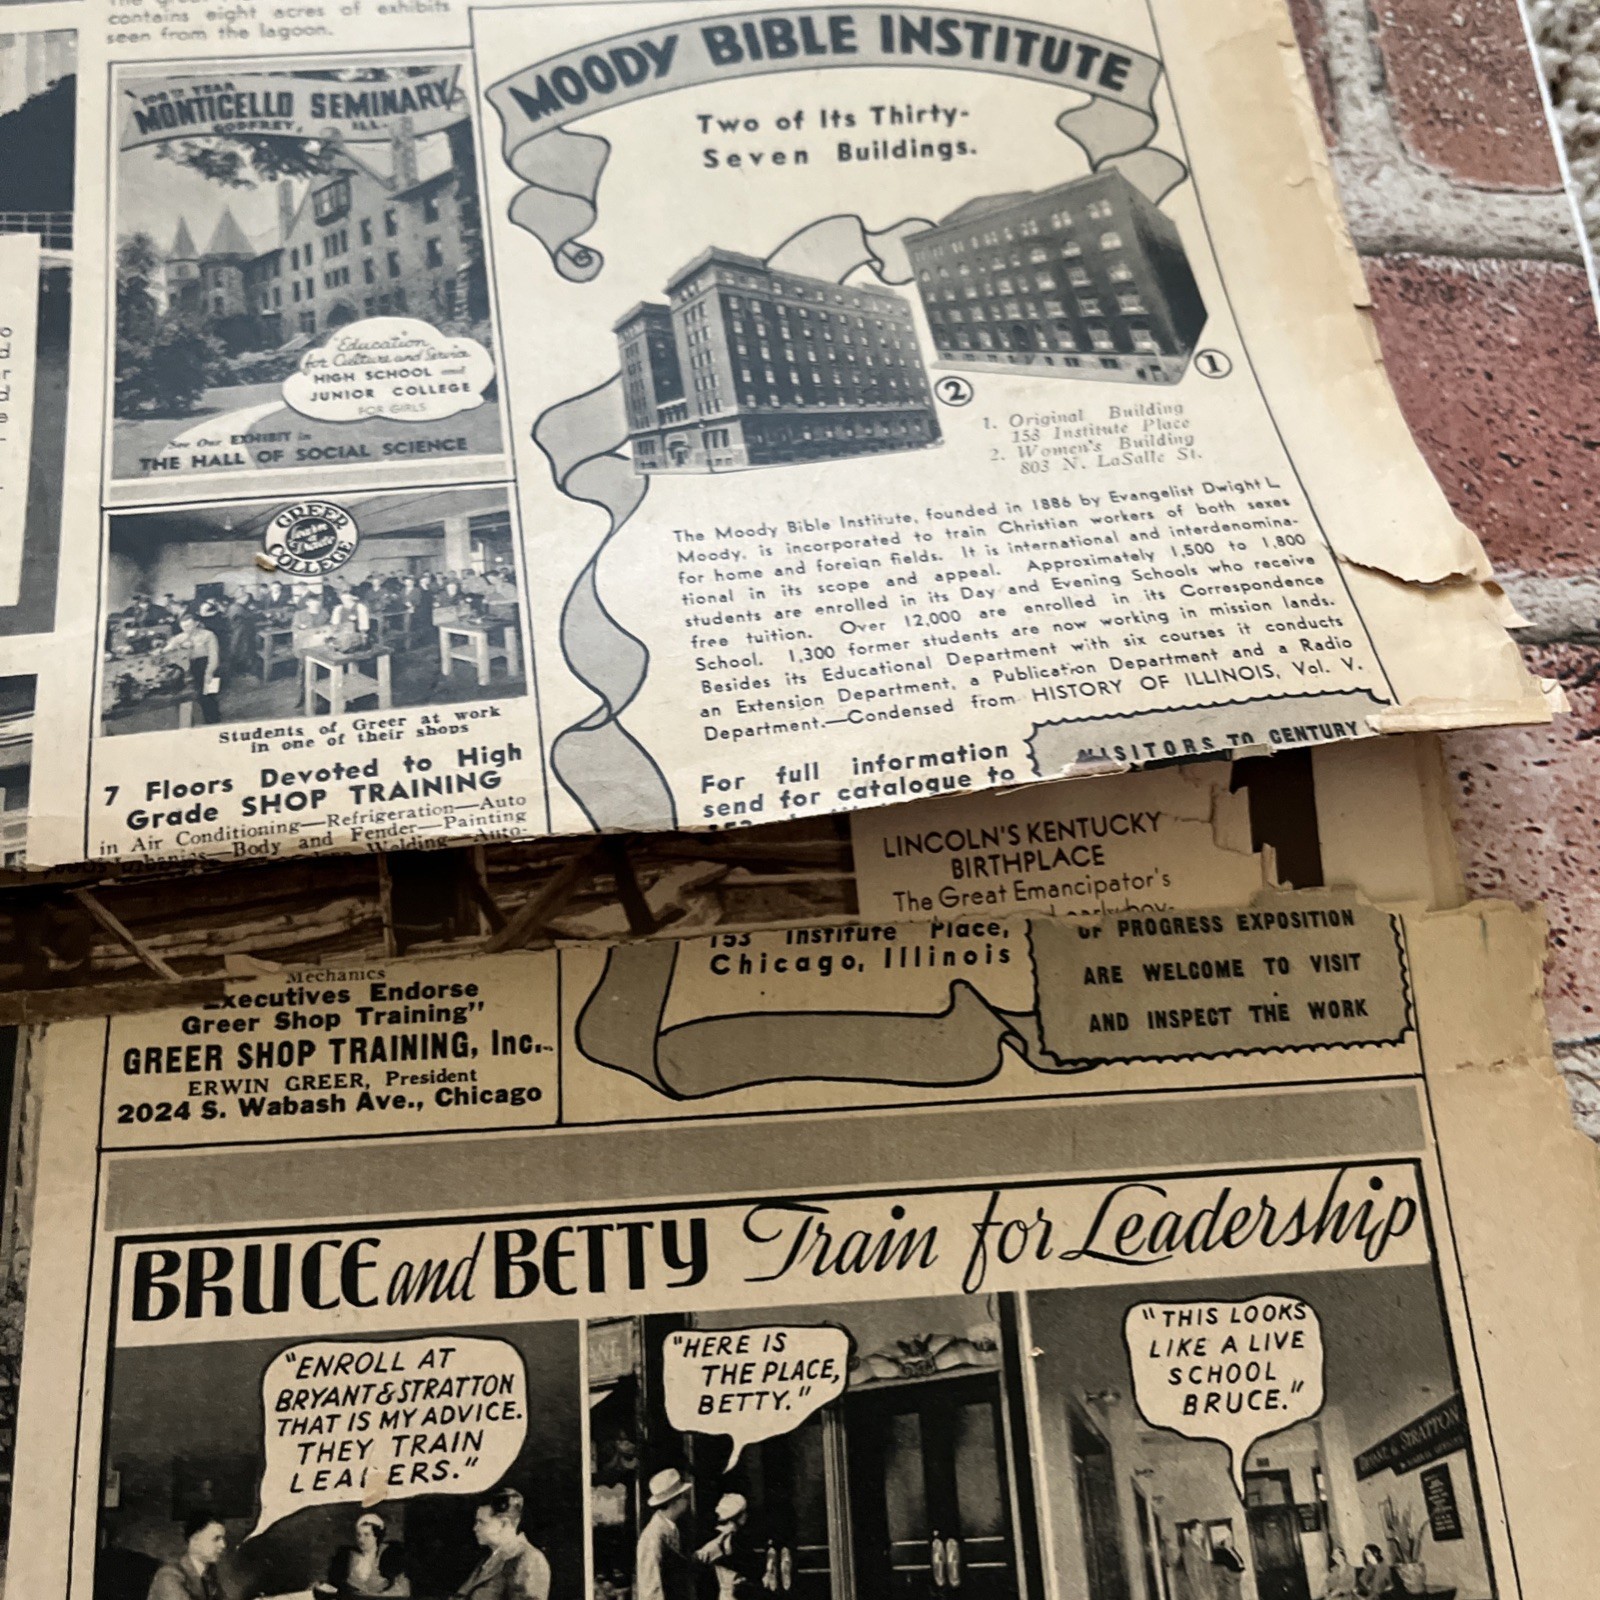 contains eight acres of exhibits
seen from the lagoon.
100TH YEAR
MONTICELLO SEMINARY
GODFREY, ILL.
"Education
for Culture and Service
HIGH SCHOOL and
JUNIOR COLLEGE
FOR GIRLS
See Our EXHIBIT in
THE HALL OF SOCIAL SCIENCE
GREER
COLLEGE
Students of Greer at work
in one of their shops
7 Floors Devoted to High
Grade SHOP TRAINING
in Air Conditioning—Refrigeration—Auto
Body and Fender—Painting
Welding—Auto-
Mechanics
Executives Endorse
Greer Shop Training"
GREER SHOP TRAINING, Inc.
ERWIN GREER, President
2024 S. Wabash Ave., Chicago
MOODY BIBLE INSTITUTE
Two of Its Thirty-
Seven Buildings.
1
2
1. Original Building
153 Institute Place
2. Women's Building
803 N. LaSalle St.
The Moody Bible Institute, founded in 1886 by Evangelist Dwight L.
Moody, is incorporated to train Christian workers of both sexes
for home and foreign fields. It is international and interdenomina-
tional in its scope and appeal. Approximately 1,500 to 1,800
students are enrolled in its Day and Evening Schools who receive
free tuition. Over 12,000 are enrolled in its Correspondence
School. 1,300 former students are now working in mission lands.
Besides its Educational Department with six courses it conducts
an Extension Department, a Publication Department and a Radio
Department.—Condensed from HISTORY OF ILLINOIS, Vol. V.
For full information
send for catalogue to
153 Institute Place,
Chicago, Illinois
VISITORS TO CENTURY
OF PROGRESS EXPOSITION
ARE WELCOME TO VISIT
AND INSPECT THE WORK
LINCOLN'S KENTUCKY
BIRTHPLACE
The Great Emancipator's
BRUCE and BETTY Train for Leadership
"ENROLL AT
BRYANT & STRATTON
THAT IS MY ADVICE.
THEY TRAIN
LEADERS."
"HERE IS
THE PLACE,
BETTY."
"THIS LOOKS
LIKE A LIVE
SCHOOL
BRUCE."
BRYANT & STRATTON